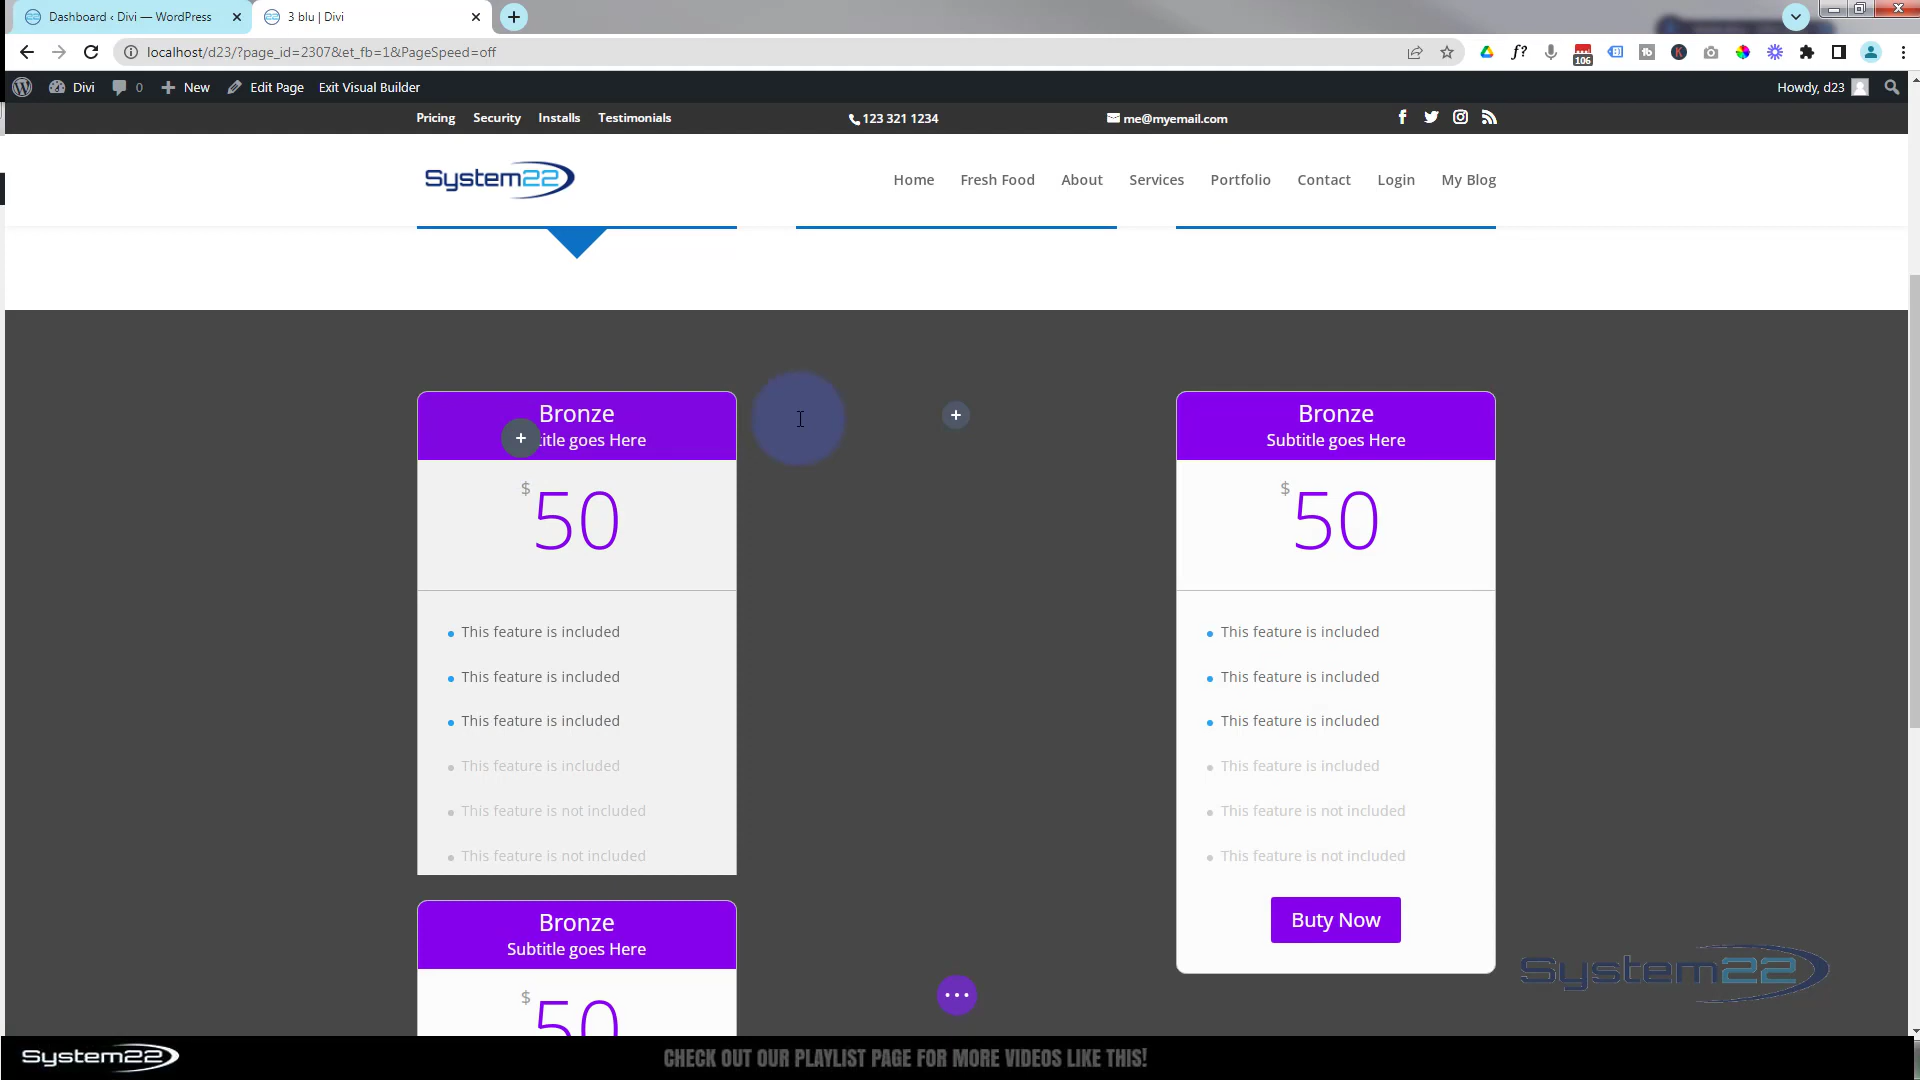 Dashboard ‹ Divi — WordPress
3 blu | Divi
localhost/d23/?page_id=2307&et_fb=1&PageSpeed=off
106
Divi 0 New Edit Page Exit Visual Builder Howdy, d23
Pricing Security Installs Testimonials 123 321 1234 me@myemail.com
System22 Home Fresh Food About Services Portfolio Contact Login My Blog
Bronze
title goes Here
$
50
This feature is included
This feature is included
This feature is included
This feature is included
This feature is not included
This feature is not included
Bronze
Subtitle goes Here
$
50
Bronze
Subtitle goes Here
$
50
This feature is included
This feature is included
This feature is included
This feature is included
This feature is not included
This feature is not included
Buty Now
System22
System22
CHECK OUT OUR PLAYLIST PAGE FOR MORE VIDEOS LIKE THIS!